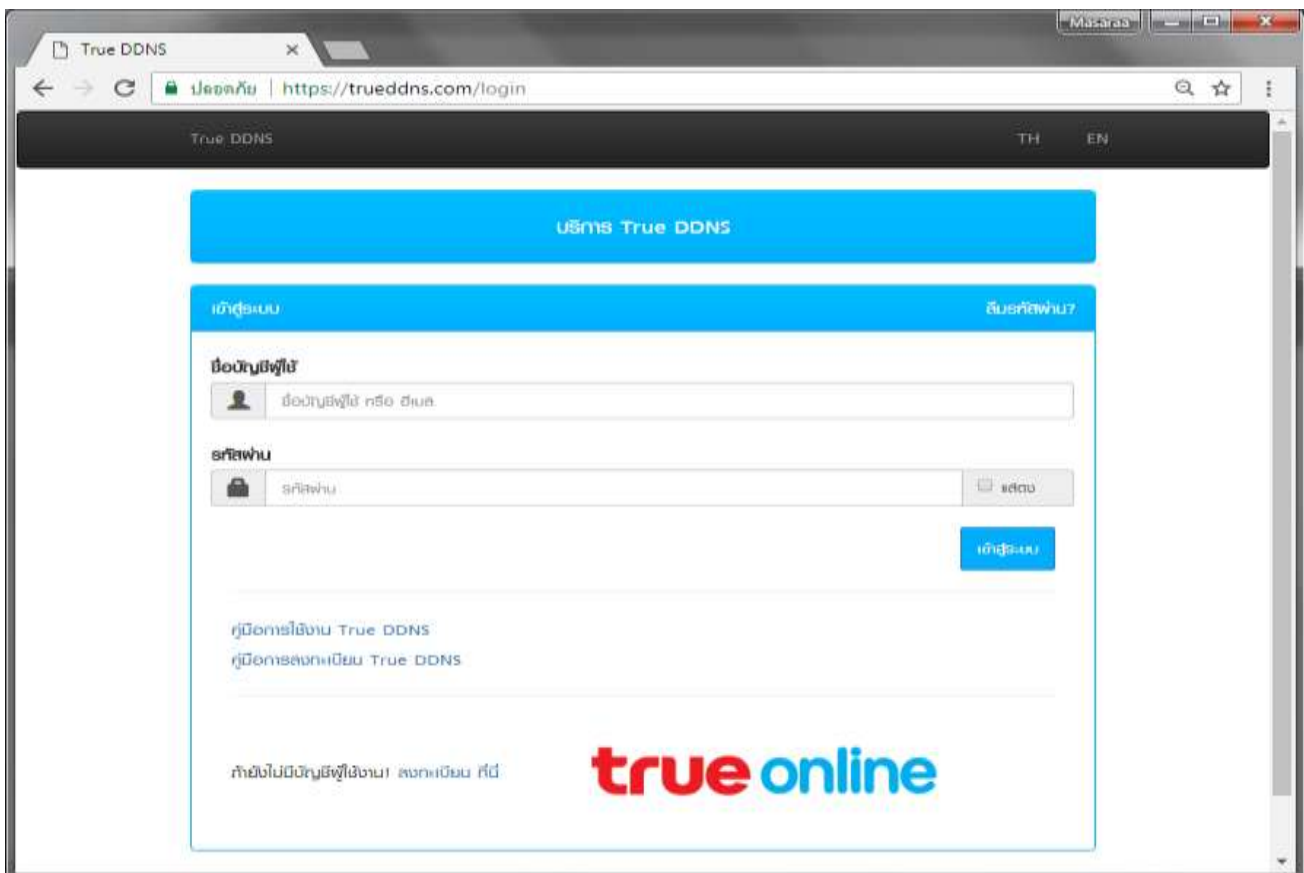 Masaraa
True DDNS
ปลอดภัย | https://trueddns.com/login
True DDNS TH EN
บริการ True DDNS
เข้าสู่ระบบ ลืมรหัสผ่าน?
ชื่อบัญชีผู้ใช้
ชื่อบัญชีผู้ใช้ หรือ อีเมล
รหัสผ่าน
รหัสผ่าน แสดง
เข้าสู่ระบบ
คู่มือการใช้งาน True DDNS
คู่มือการลงทะเบียน True DDNS
ถ้ายังไม่มีบัญชีผู้ใช้งาน! ลงทะเบียน ที่นี่
true online